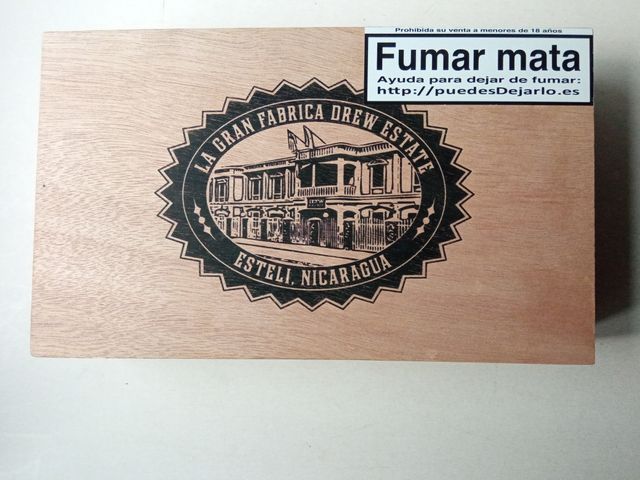 Prohibida su venta a menores de 18 años
Fumar mata
Ayuda para dejar de fumar:
http://puedesDejarlo.es
LA GRAN FABRICA DREW ESTATE
ESTELI, NICARAGUA